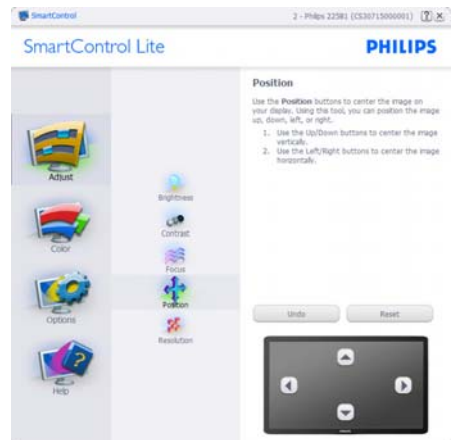 SmartControl
2 - Philips 225B1 (CS30715000001)
SmartControl Lite
PHILIPS
Adjust
Color
Options
Help
Brightness
Contrast
Focus
Position
Resolution
Position
Use the Position buttons to center the image on
your display. Using this tool, you can position the image
up, down, left, or right.
1. Use the Up/Down buttons to center the image
vertically.
2. Use the Left/Right buttons to center the image
horizontally.
Undo
Reset